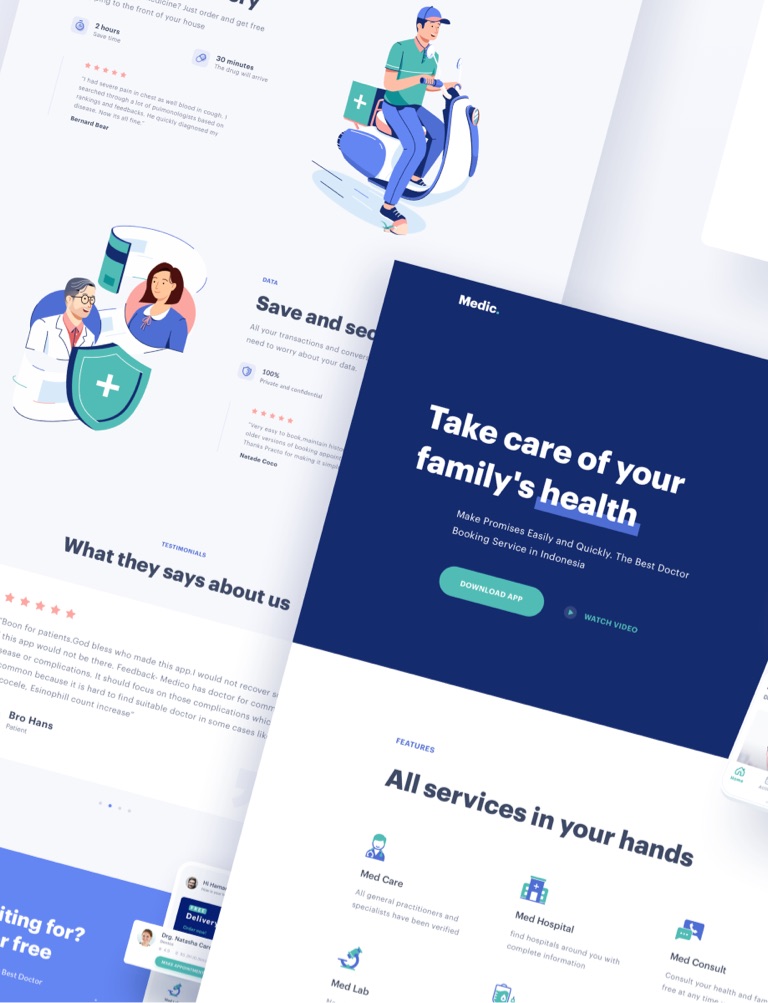 medicine? Just order and get free
to the front of your house
2 hours
Save time
30 minutes
The drug will arrive
"I had severe pain in chest as well blood in vough. I
searched through a lot of pulmonologists based on
rankings and feedbacks. He quickly diagnosed my
disease. Now its all fine."
Bernard Bear
DATA
Save and sec
All your transactions and conver
need to worry about your data.
100%
Private and confidential
"Very easy to book,maintain histo
older versions of booking appoint
Thanks Practo for making it simpl
Natede Coco
TESTIMONIALS
What they says about us
"Boon for patients.God bless who made this app.I would not recover
this app would not be there. Feedback- Medico has doctor for comm
sease or complications. It should focus on those complications whic
common because it is hard to find suitable doctor in some cases lik
cocele, Esinophill count increase"
Bro Hans
Patient
iting for?
r free
Best Doctor
FREE
Delivery
Order now!
Drg. Natasha
Medic.
Take care of your
family's health
Make Promises Easily and Quickly. The Best Doctor
Booking Service in Indonesia
DOWNLOAD APP
WATCH VIDEO
Home
FEATURES
All services in your hands
Med Care
All general practitioners and
specialists have been verified
Med Hospital
find hospitals around you with
complete information
Med Consult
Consult your health and fam
free at any time
Med Lab